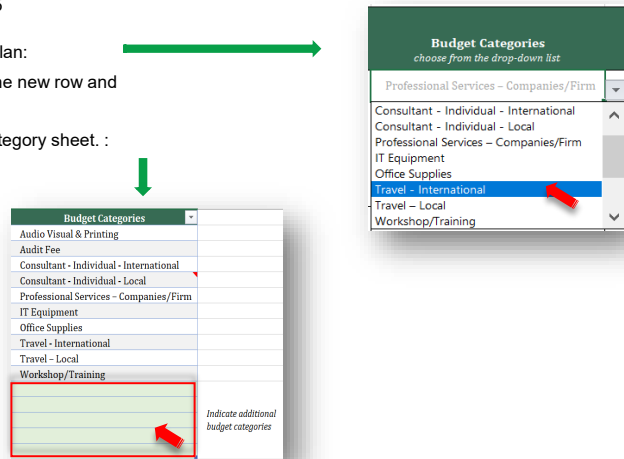 lan:
ne new row and
tegory sheet. :
Budget Categories
choose from the drop-down list
Professional Services – Companies/Firm
Consultant - Individual - International
Consultant - Individual - Local
Professional Services – Companies/Firm
IT Equipment
Office Supplies
Travel - International
Travel – Local
Workshop/Training
Budget Categories
Audio Visual & Printing
Audit Fee
Consultant - Individual - International
Consultant - Individual - Local
Professional Services – Companies/Firm
IT Equipment
Office Supplies
Travel - International
Travel – Local
Workshop/Training
Indicate additional
budget categories